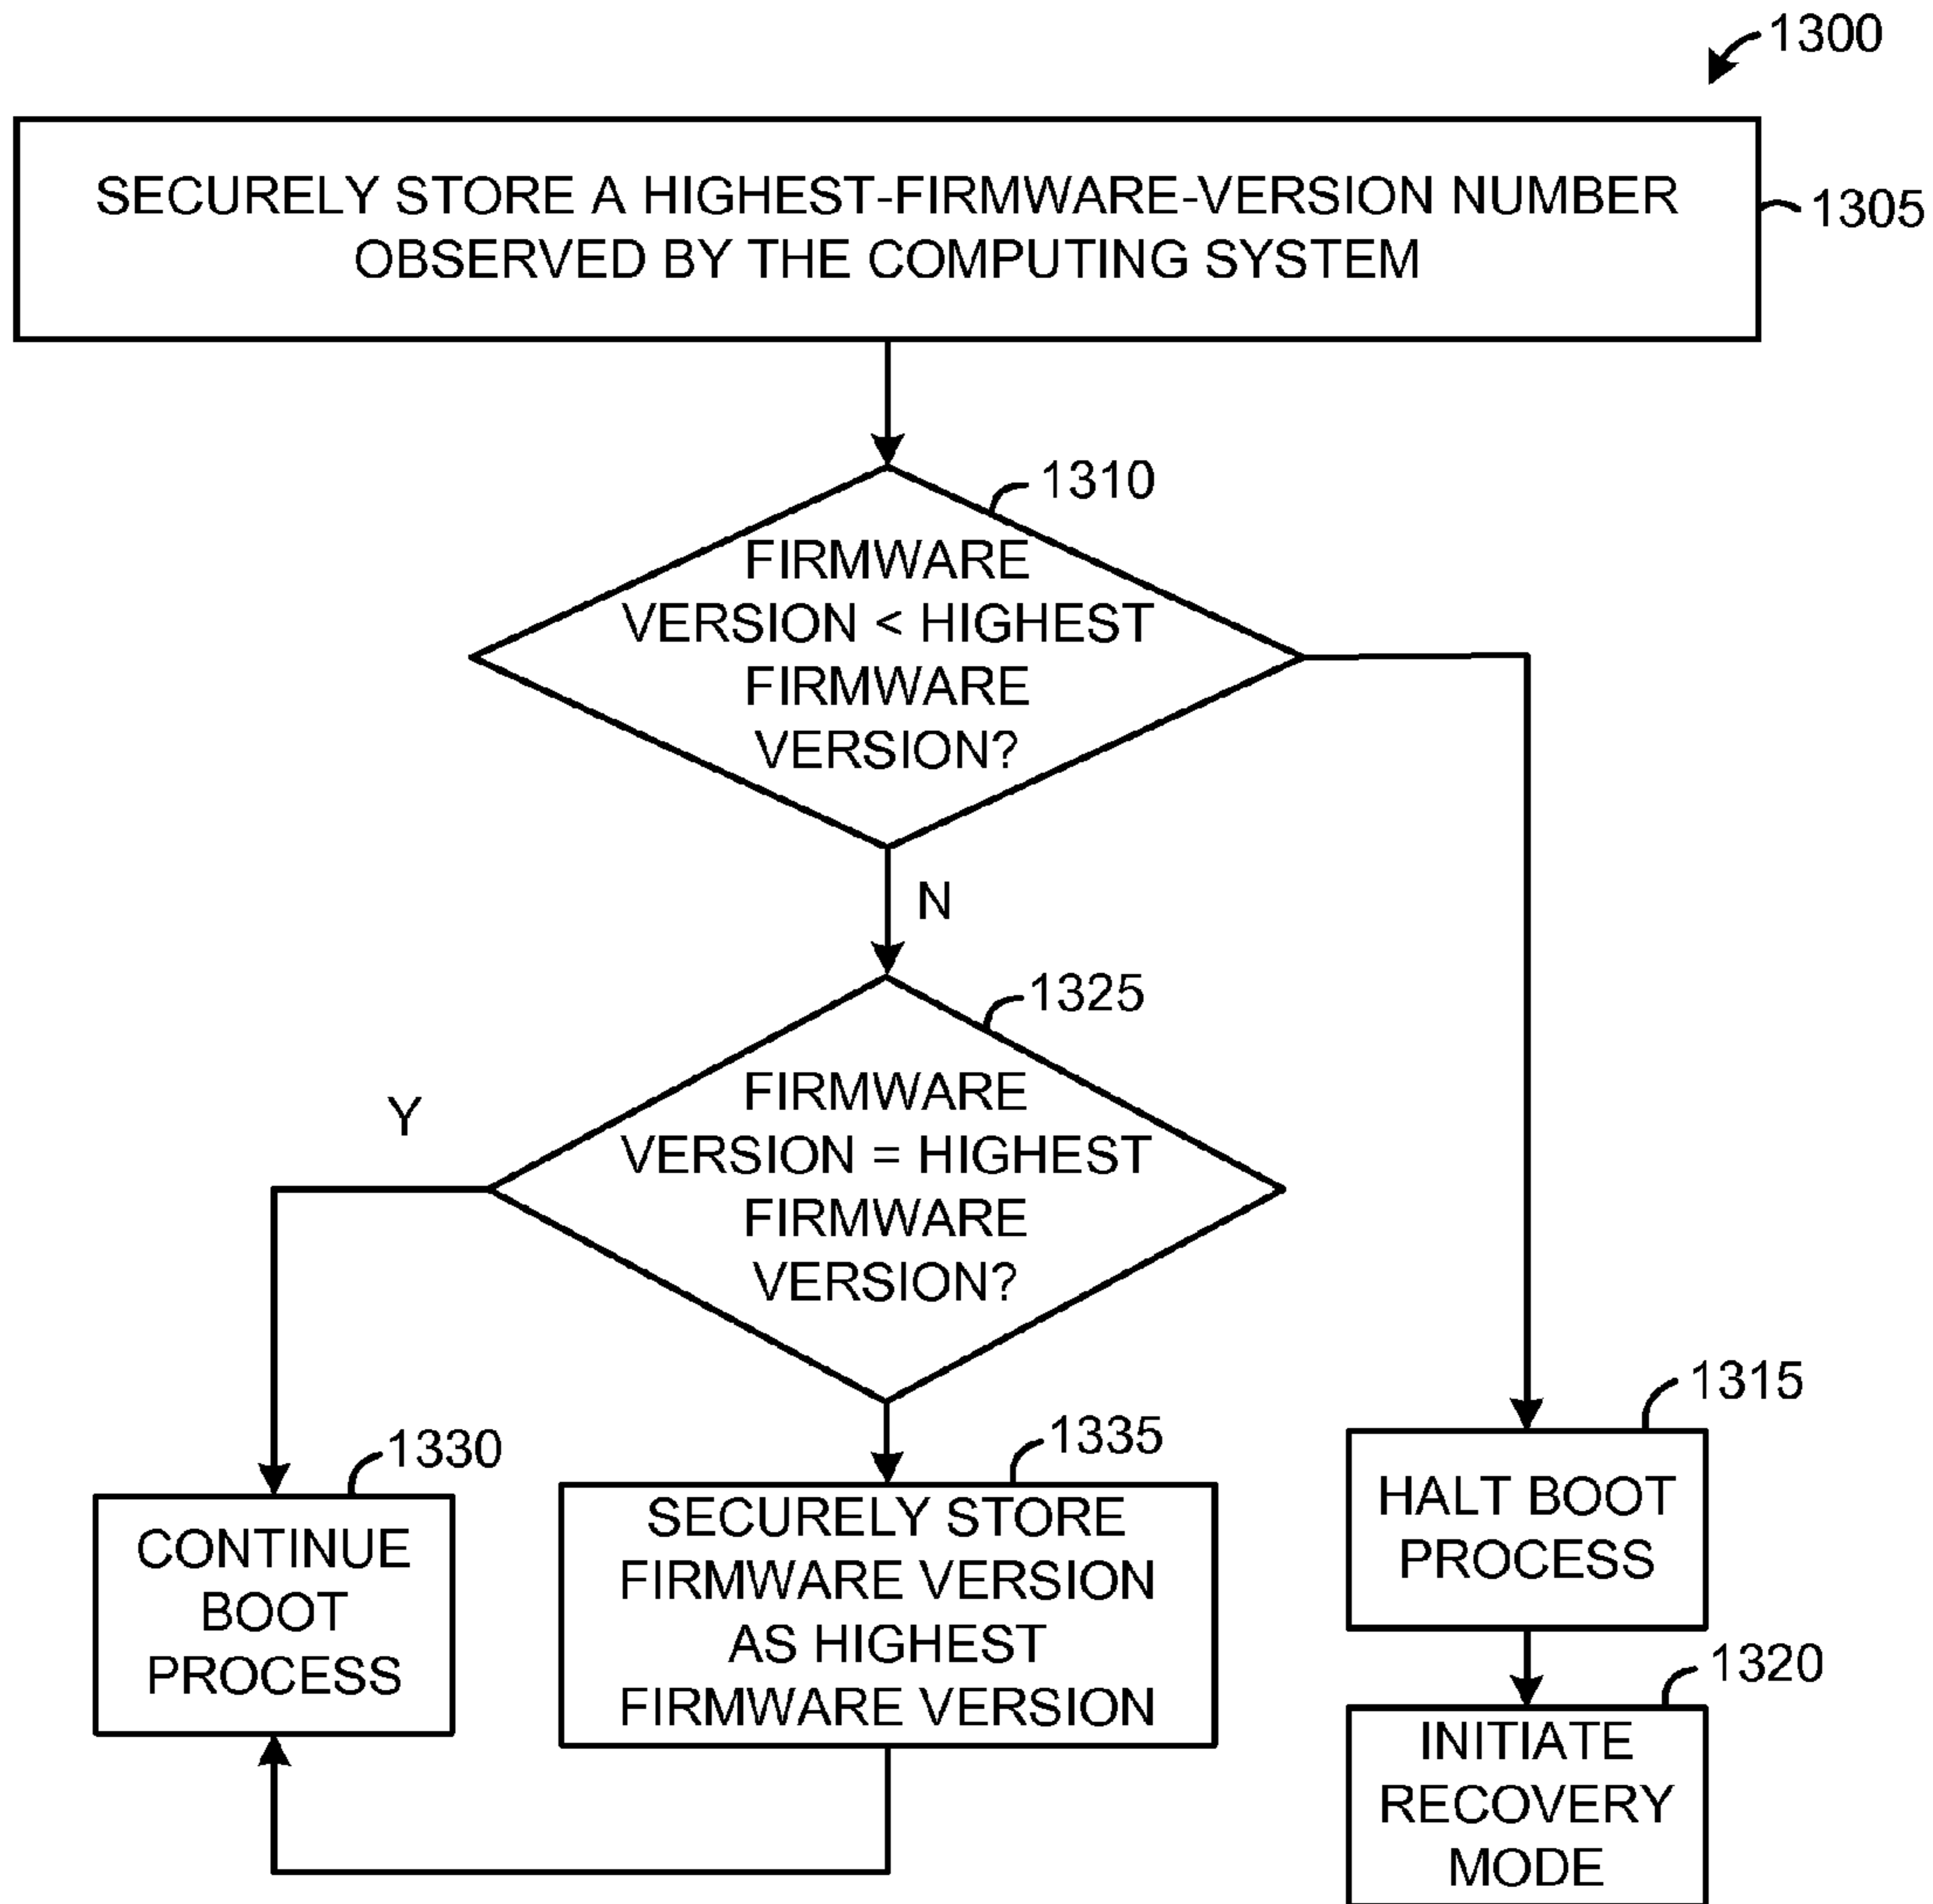 1300
SECURELY STORE A HIGHEST-FIRMWARE-VERSION NUMBER
OBSERVED BY THE COMPUTING SYSTEM
1305
1310
FIRMWARE
VERSION < HIGHEST
FIRMWARE
VERSION?
N
1325
FIRMWARE
VERSION = HIGHEST
FIRMWARE
VERSION?
Y
1330
CONTINUE
BOOT
PROCESS
1335
SECURELY STORE
FIRMWARE VERSION
AS HIGHEST
FIRMWARE VERSION
1315
HALT BOOT
PROCESS
1320
INITIATE
RECOVERY
MODE